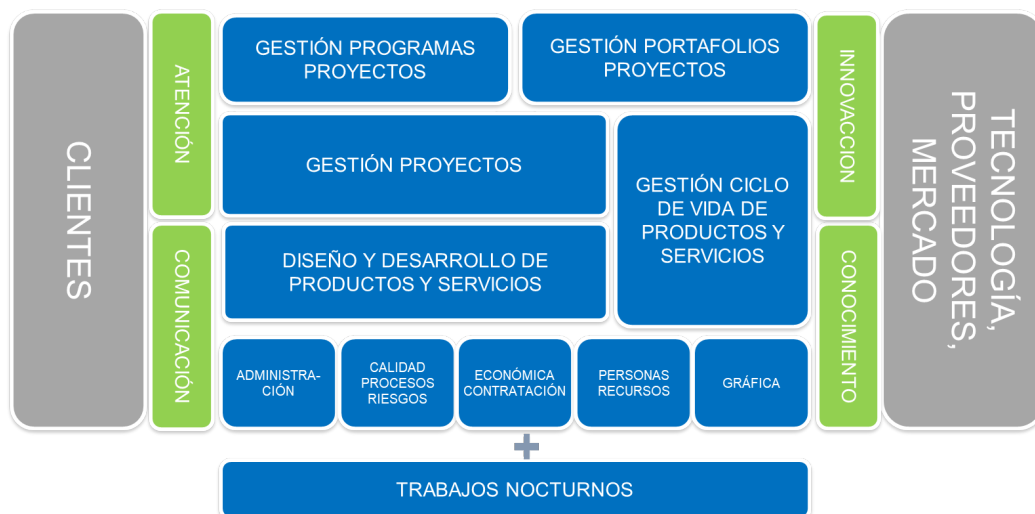 CLIENTES
ATENCIÓN
COMUNICACIÓN
GESTIÓN PROGRAMAS
PROYECTOS
GESTIÓN PORTAFOLIOS
PROYECTOS
GESTIÓN PROYECTOS
GESTIÓN CICLO
DE VIDA DE
PRODUCTOS Y
SERVICIOS
DISEÑO Y DESARROLLO DE
PRODUCTOS Y SERVICIOS
ADMINISTRA-
CIÓN
CALIDAD
PROCESOS
RIESGOS
ECONÓMICA
CONTRATACIÓN
PERSONAS
RECURSOS
GRÁFICA
TRABAJOS NOCTURNOS
INNOVACCION
CONOCIMIENTO
TECNOLOGÍA,
PROVEEDORES,
MERCADO